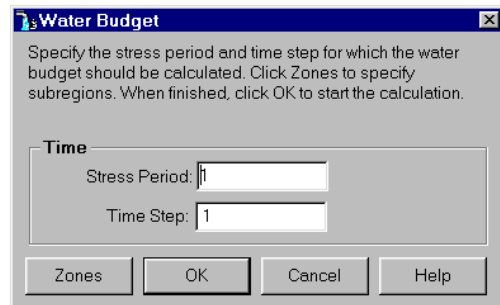 Water Budget
Specify the stress period and time step for which the water
budget should be calculated. Click Zones to specify
subregions. When finished, click OK to start the calculation.
Time
Stress Period: 1
Time Step: 1
Zones OK Cancel Help